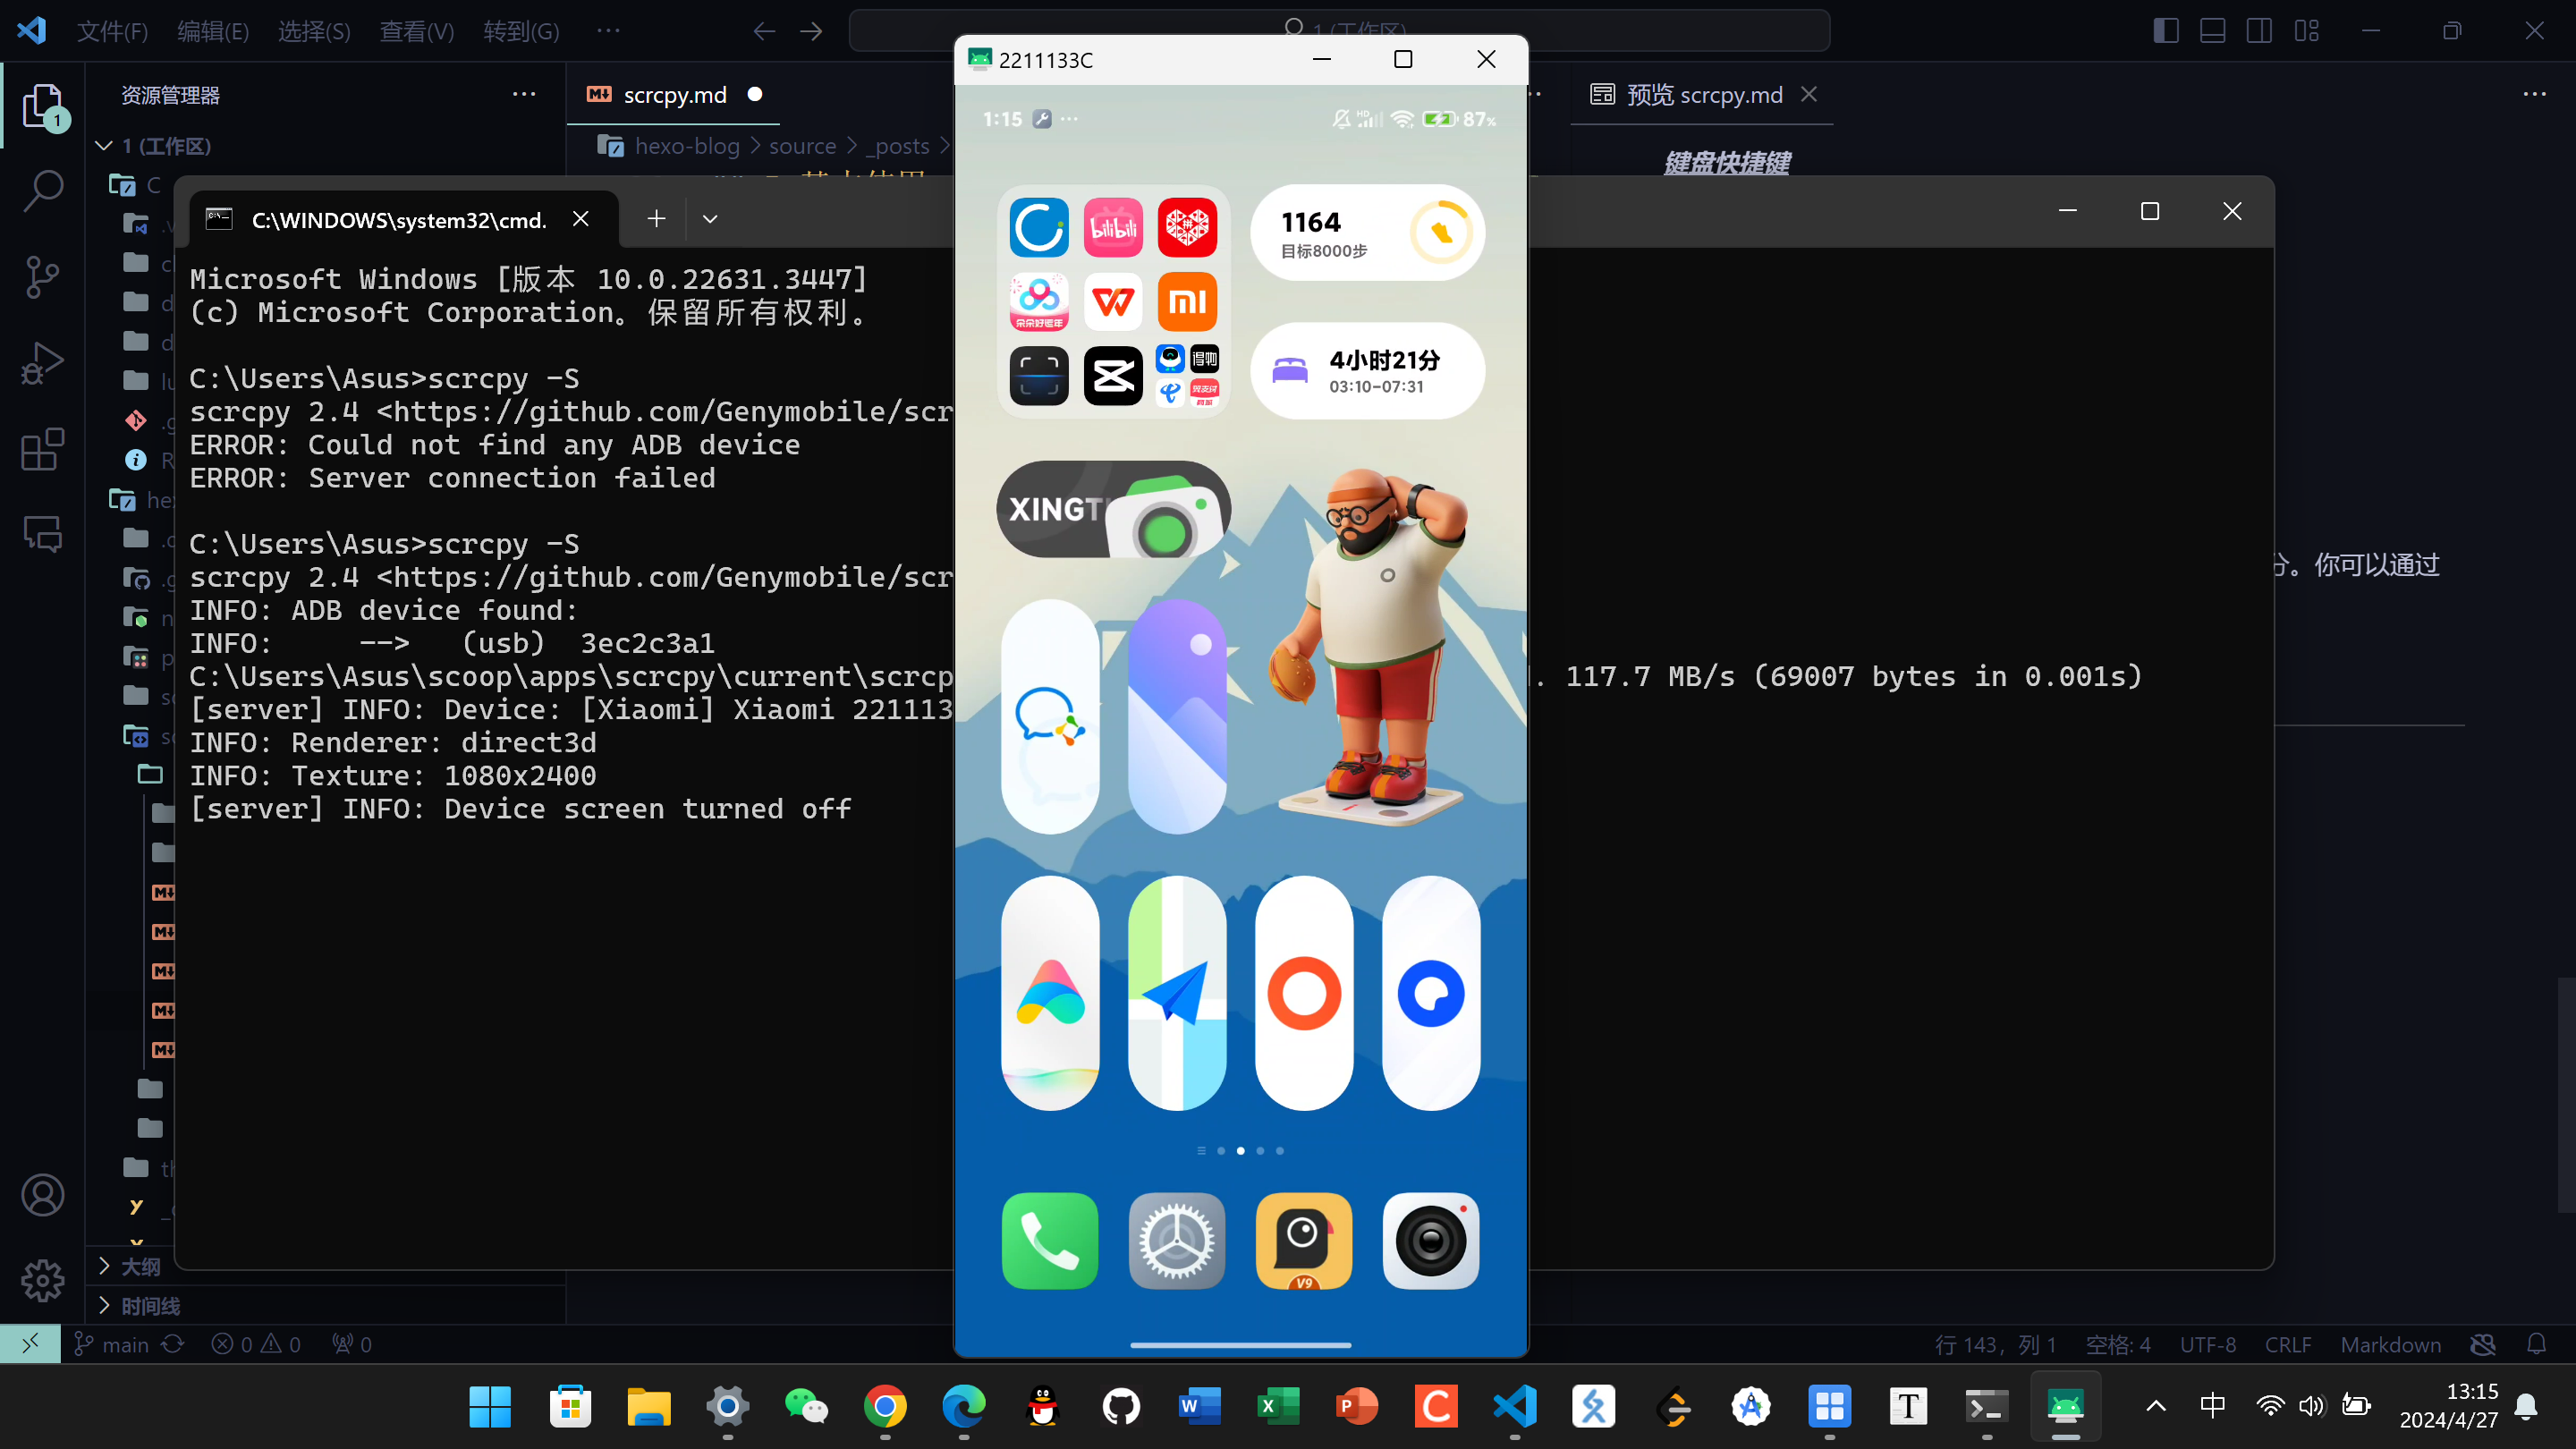 文件(F) 编辑(E) 选择(S) 查看(V) 转到(G) ···
1 (工作区)
资源管理器
1
1 (工作区)
C
scrcpy.md
hexo-blog > source > _posts >
预览 scrcpy.md
键盘快捷键
分。你可以通过
C:\WINDOWS\system32\cmd.
Microsoft Windows [版本 10.0.22631.3447]
(c) Microsoft Corporation。保留所有权利。
C:\Users\Asus>scrcpy -S
scrcpy 2.4 <https://github.com/Genymobile/scr
ERROR: Could not find any ADB device
ERROR: Server connection failed
C:\Users\Asus>scrcpy -S
scrcpy 2.4 <https://github.com/Genymobile/scr
INFO: ADB device found:
INFO:     -->   (usb)  3ec2c3a1
C:\Users\Asus\scoop\apps\scrcpy\current\scrcp
. 117.7 MB/s (69007 bytes in 0.001s)
[server] INFO: Device: [Xiaomi] Xiaomi 221113
INFO: Renderer: direct3d
INFO: Texture: 1080x2400
[server] INFO: Device screen turned off
2211133C
1:15
HD
87%
bilibili
1164
目标8000步
得物
4小时21分
03:10-07:31
XINGT
V9
大纲
时间线
main
0 0
0
行 143，列 1
空格: 4
UTF-8
CRLF
Markdown
中
13:15
2024/4/27